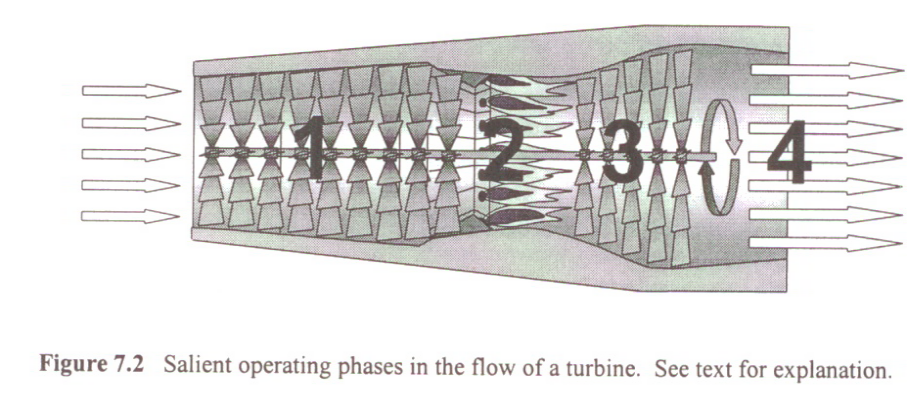 1 2 3 4
Figure 7.2 Salient operating phases in the flow of a turbine. See text for explanation.